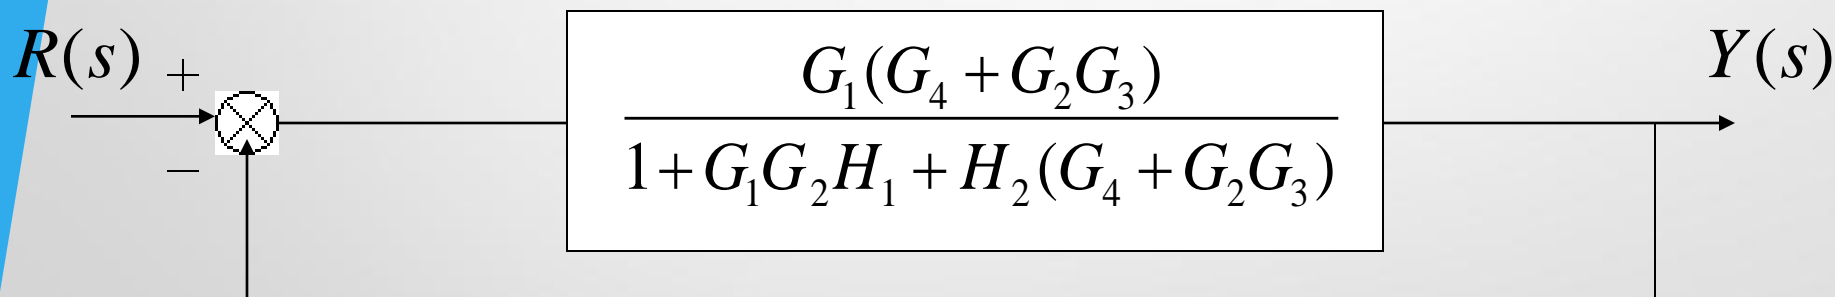 R(s) + Y(s)
G₁(G₄ + G₂G₃)
1 + G₁G₂H₁ + H₂(G₄ + G₂G₃)
−